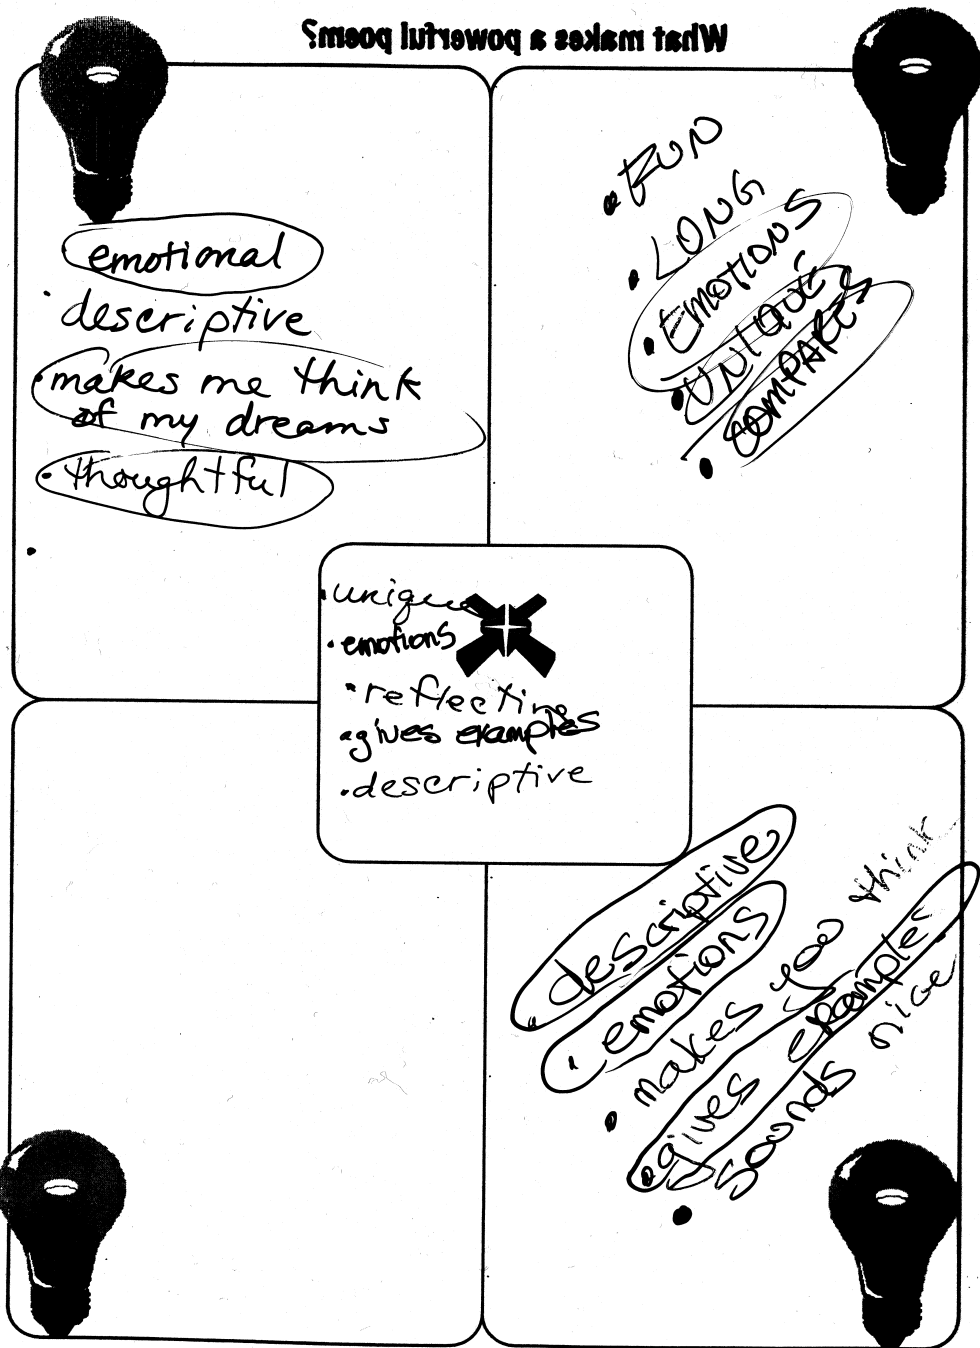 What makes a powerful poem?
emotional
• descriptive
• makes me think
of my dreams
• thoughtful
•
• FUN
• LONG
• EMOTIONS
• UNIQUE
• COMPARES
• unique
• emotions
• reflecting
• gives examples
• descriptive
• descriptive
• emotions
• makes you think
• gives examples
• sounds nice